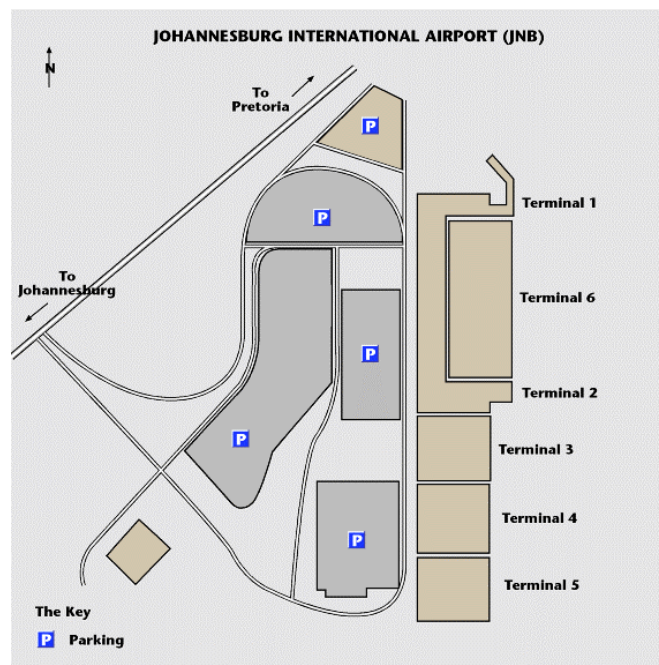 JOHANNESBURG INTERNATIONAL AIRPORT (JNB)
N
To
Pretoria
P
Terminal 1
P
To
Johannesburg
Terminal 6
P
Terminal 2
P
Terminal 3
Terminal 4
P
Terminal 5
The Key
P Parking